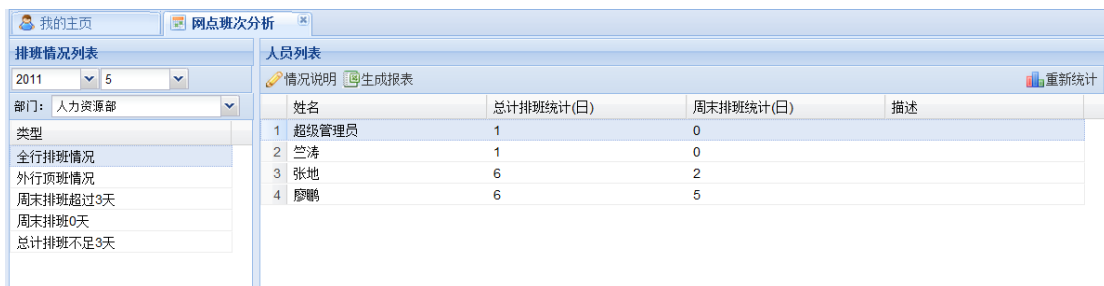 我的主页 网点班次分析
排班情况列表 人员列表
2011 5 情况说明 生成报表 重新统计
部门: 人力资源部
姓名 总计排班统计(日) 周末排班统计(日) 描述
类型
1 超级管理员 1 0
全行排班情况
2 竺涛 1 0
外行顶班情况
3 张地 6 2
周末排班超过3天
4 廖鹏 6 5
周末排班0天
总计排班不足3天